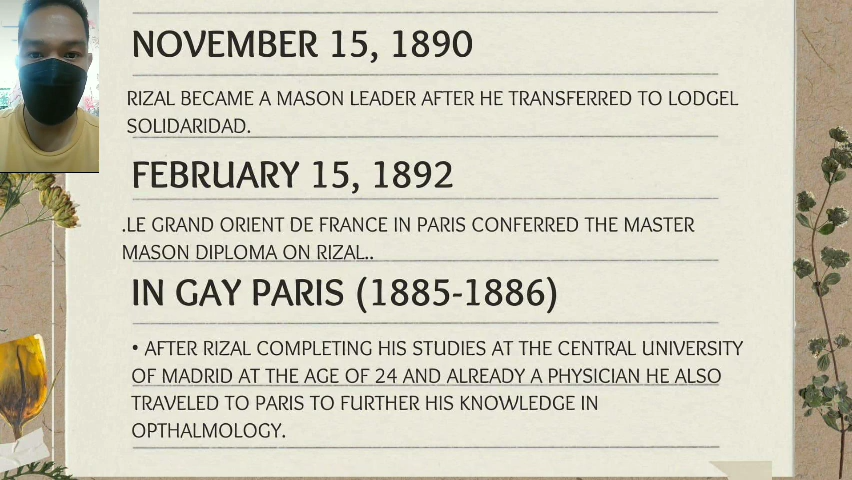 NOVEMBER 15, 1890
RIZAL BECAME A MASON LEADER AFTER HE TRANSFERRED TO LODGEL
SOLIDARIDAD.
FEBRUARY 15, 1892
.LE GRAND ORIENT DE FRANCE IN PARIS CONFERRED THE MASTER
MASON DIPLOMA ON RIZAL..
IN GAY PARIS (1885-1886)
• AFTER RIZAL COMPLETING HIS STUDIES AT THE CENTRAL UNIVERSITY
OF MADRID AT THE AGE OF 24 AND ALREADY A PHYSICIAN HE ALSO
TRAVELED TO PARIS TO FURTHER HIS KNOWLEDGE IN
OPTHALMOLOGY.